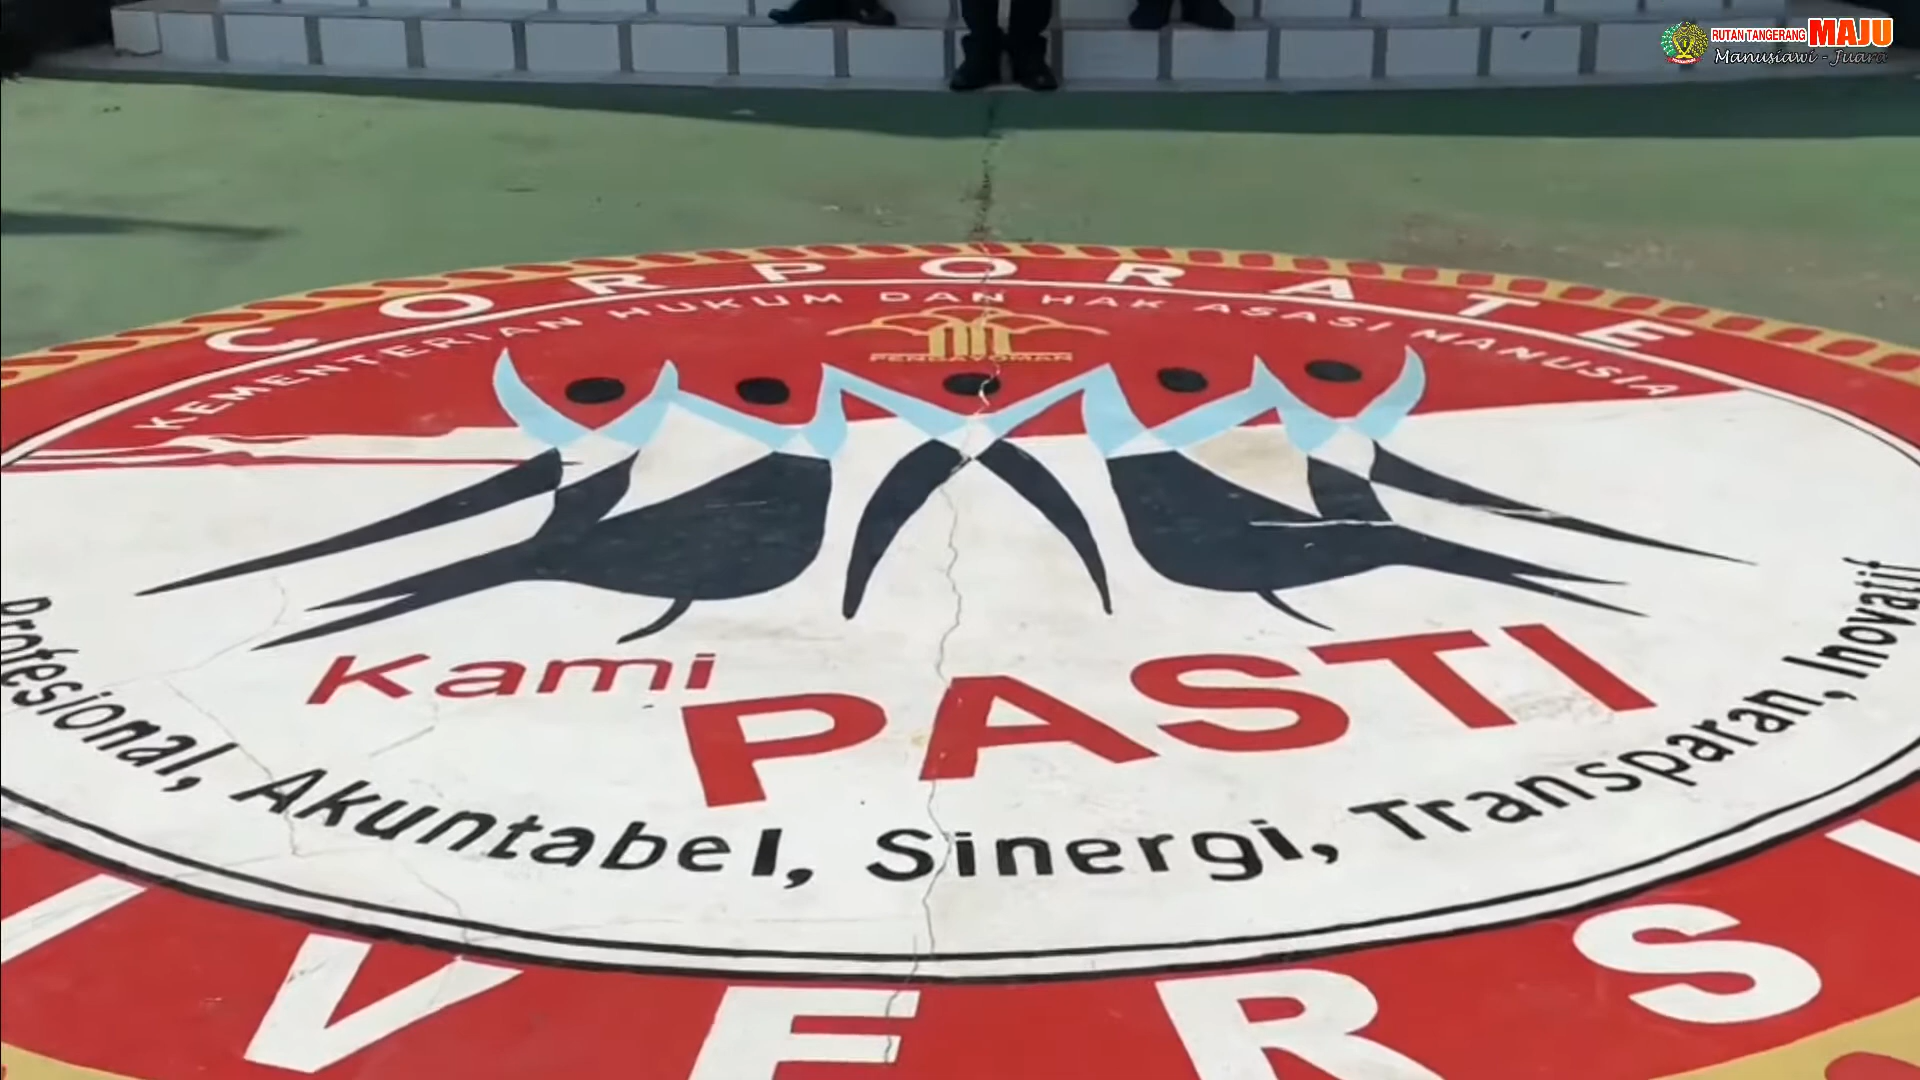 RUTAN TANGERANG MAJU
Manusiawi - Juara
CORPORATE
KEMENTERIAN HUKUM DAN HAK ASASI MANUSIA
PENGAYOMAN
Kami PASTI
Profesional, Akuntabel, Sinergi, Transparan, Inovatif
IVERSI